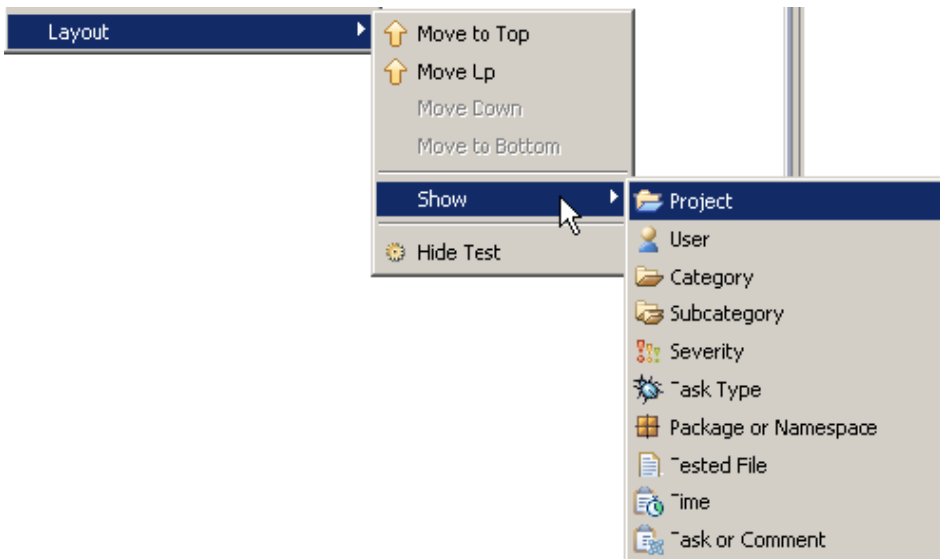 Layout
Move to Top
Move Up
Move Down
Move to Bottom
Show
Hide Test
Project
User
Category
Subcategory
Severity
Task Type
Package or Namespace
Tested File
Time
Task or Comment